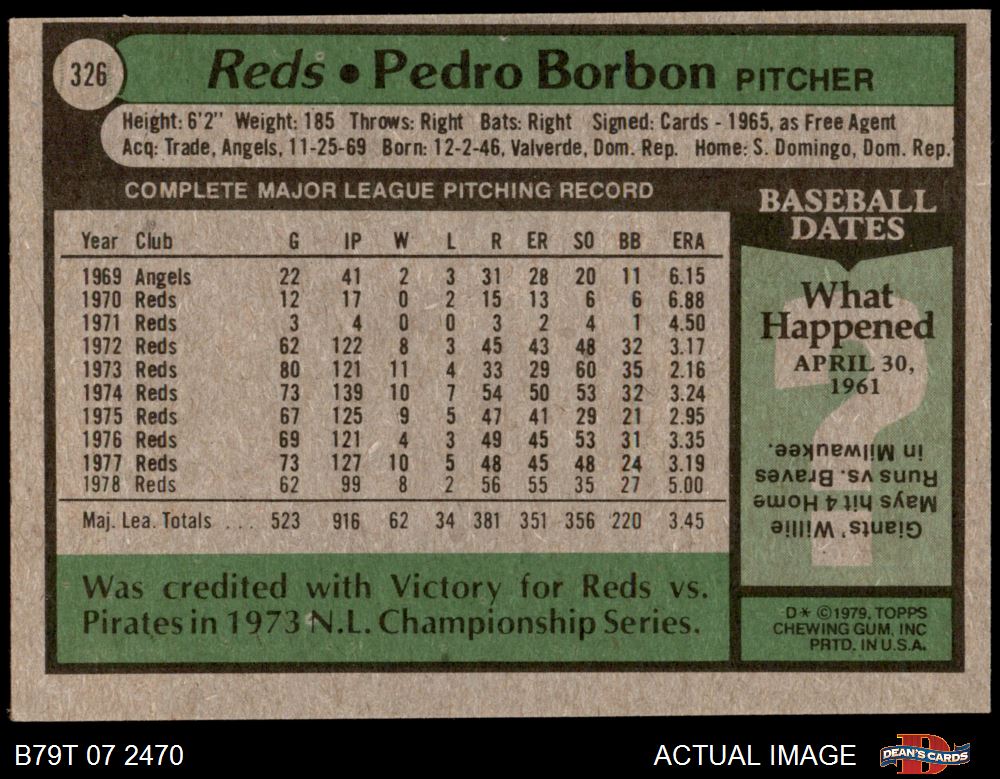 326
Reds • Pedro Borbon PITCHER
Height: 6'2" Weight: 185 Throws: Right Bats: Right Signed: Cards - 1965, as Free Agent
Acq: Trade, Angels, 11-25-69 Born: 12-2-46, Valverde, Dom. Rep. Home: S. Domingo, Dom. Rep.
COMPLETE MAJOR LEAGUE PITCHING RECORD
Year Club G IP W L R ER SO BB ERA
1969 Angels 22 41 2 3 31 28 20 11 6.15
1970 Reds 12 17 0 2 15 13 6 6 6.88
1971 Reds 3 4 0 0 3 2 4 1 4.50
1972 Reds 62 122 8 3 45 43 48 32 3.17
1973 Reds 80 121 11 4 33 29 60 35 2.16
1974 Reds 73 139 10 7 54 50 53 32 3.24
1975 Reds 67 125 9 5 47 41 29 21 2.95
1976 Reds 69 121 4 3 49 45 53 31 3.35
1977 Reds 73 127 10 5 48 45 48 24 3.19
1978 Reds 62 99 8 2 56 55 35 27 5.00
Maj. Lea. Totals ... 523 916 62 34 381 351 356 220 3.45
Was credited with Victory for Reds vs.
Pirates in 1973 N.L. Championship Series.
BASEBALL
DATES
What
Happened
APRIL 30,
1961
?
Giants' Willie
Mays hit 4 Home
Runs vs. Braves
in Milwaukee.
D* ©1979, TOPPS
CHEWING GUM, INC
PRTD. IN U.S.A.
B79T 07 2470
ACTUAL IMAGE
DEAN'S CARDS